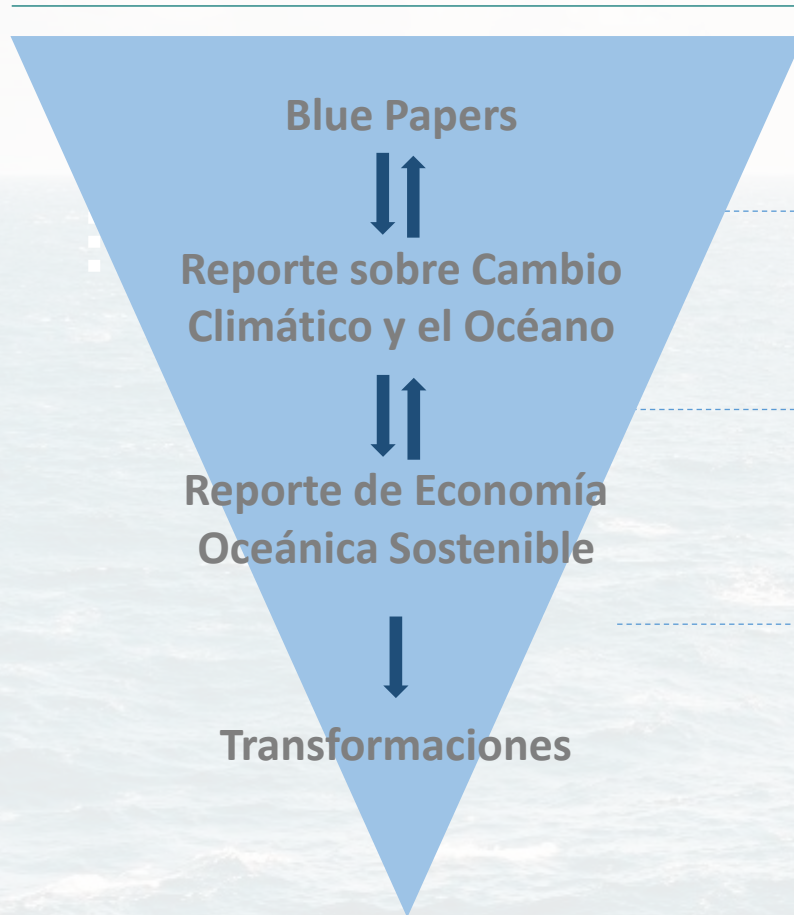 Blue Papers
Reporte sobre Cambio
Climático y el Océano
Reporte de Economía
Oceánica Sostenible
Transformaciones